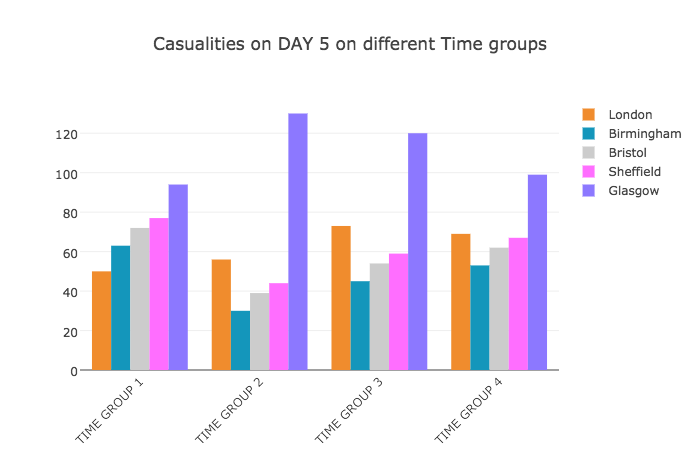 Casualities on DAY 5 on different Time groups
120
100
80
60
40
20
0
London
Birmingham
Bristol
Sheffield
Glasgow
TIME GROUP 1
TIME GROUP 2
TIME GROUP 3
TIME GROUP 4